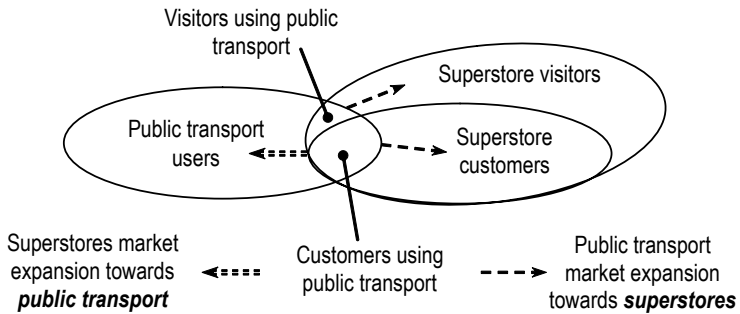 Visitors using public
transport
Superstore visitors
Public transport
users
Superstore
customers
Superstores market
expansion towards
public transport
Customers using
public transport
Public transport
market expansion
towards superstores